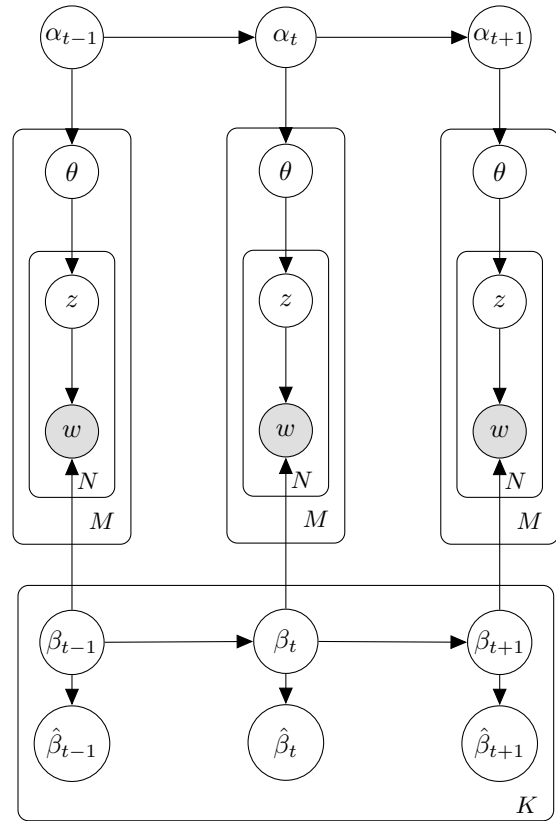 α_{t−1} α_t α_{t+1}
θ θ θ
z z z
w w w
N N N
M M M
β_{t−1} β_t β_{t+1}
β̂_{t−1} β̂_t β̂_{t+1}
K